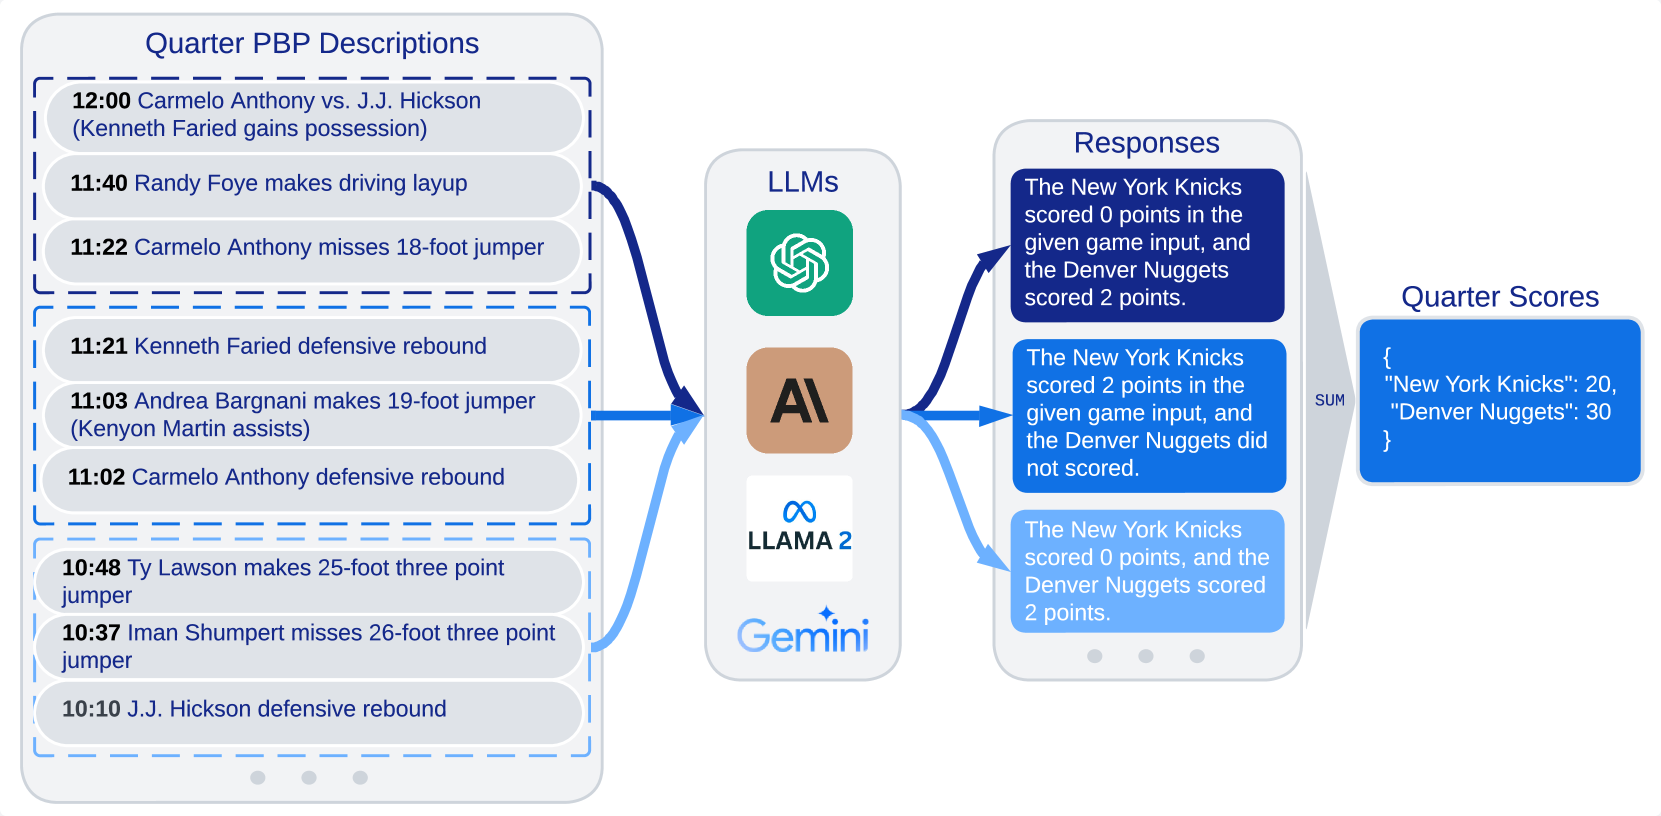 Quarter PBP Descriptions
12:00 Carmelo Anthony vs. J.J. Hickson
(Kenneth Faried gains possession)
11:40 Randy Foye makes driving layup
11:22 Carmelo Anthony misses 18-foot jumper
11:21 Kenneth Faried defensive rebound
11:03 Andrea Bargnani makes 19-foot jumper
(Kenyon Martin assists)
11:02 Carmelo Anthony defensive rebound
10:48 Ty Lawson makes 25-foot three point
jumper
10:37 Iman Shumpert misses 26-foot three point
jumper
10:10 J.J. Hickson defensive rebound
LLMs
AI
LLAMA 2
Gemini
Responses
The New York Knicks
scored 0 points in the
given game input, and
the Denver Nuggets
scored 2 points.
The New York Knicks
scored 2 points in the
given game input, and
the Denver Nuggets did
not scored.
The New York Knicks
scored 0 points, and the
Denver Nuggets scored
2 points.
SUM
Quarter Scores
{
"New York Knicks": 20,
"Denver Nuggets": 30
}